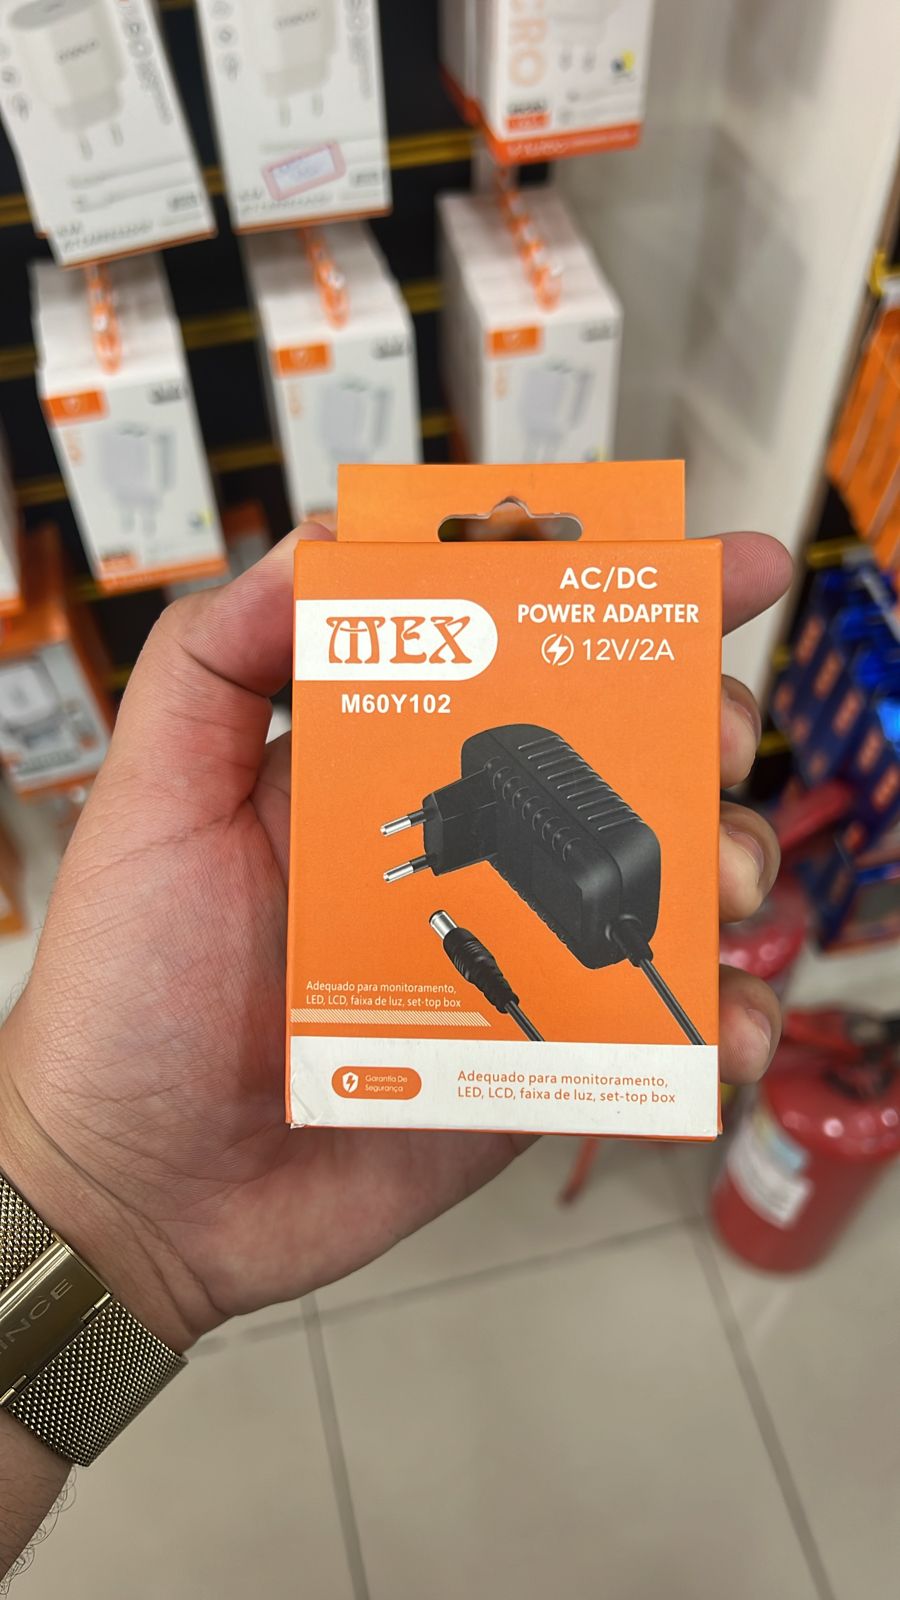 AC/DC
POWER ADAPTER
12V/2A
MEX
M60Y102
Adequado para monitoramento,
LED, LCD, faixa de luz, set-top box
Garantia De
Segurança
Adequado para monitoramento,
LED, LCD, faixa de luz, set-top box
INCE